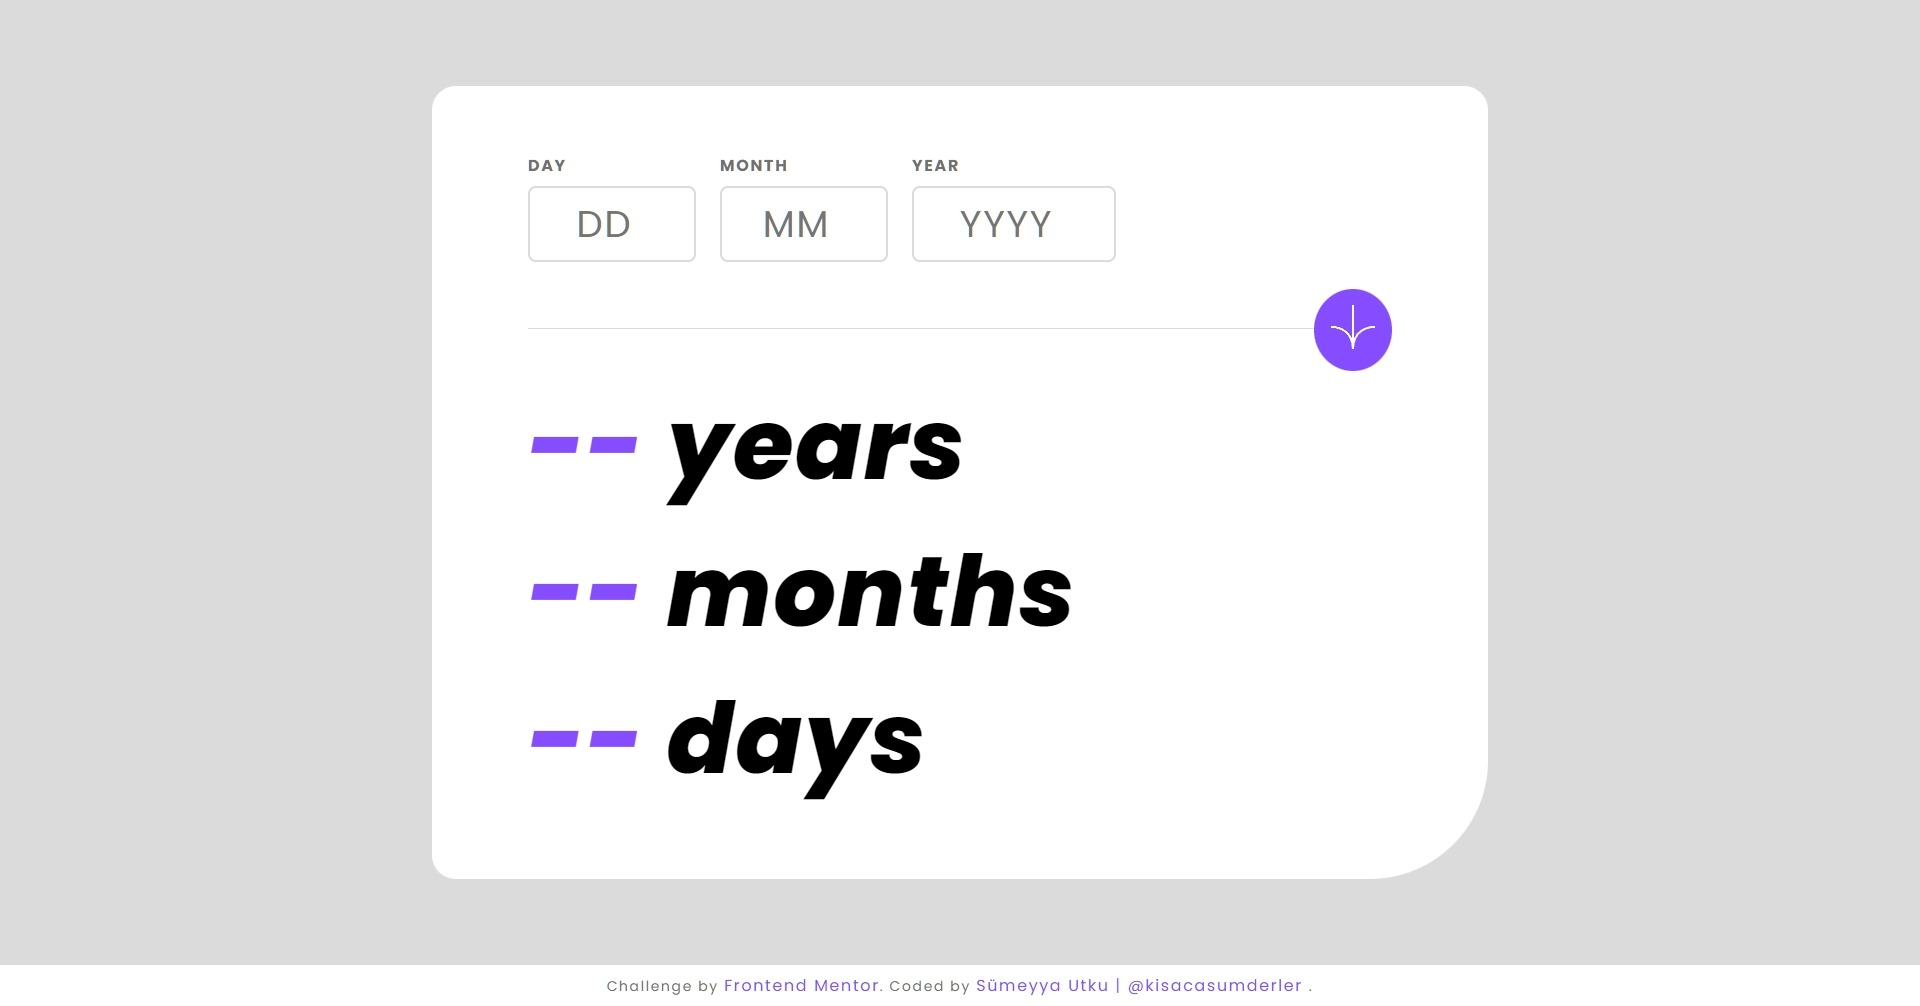 DAY MONTH YEAR
DD MM YYYY
-- years
-- months
-- days
Challenge by Frontend Mentor. Coded by Sümeyya Utku | @kisacasumderler .